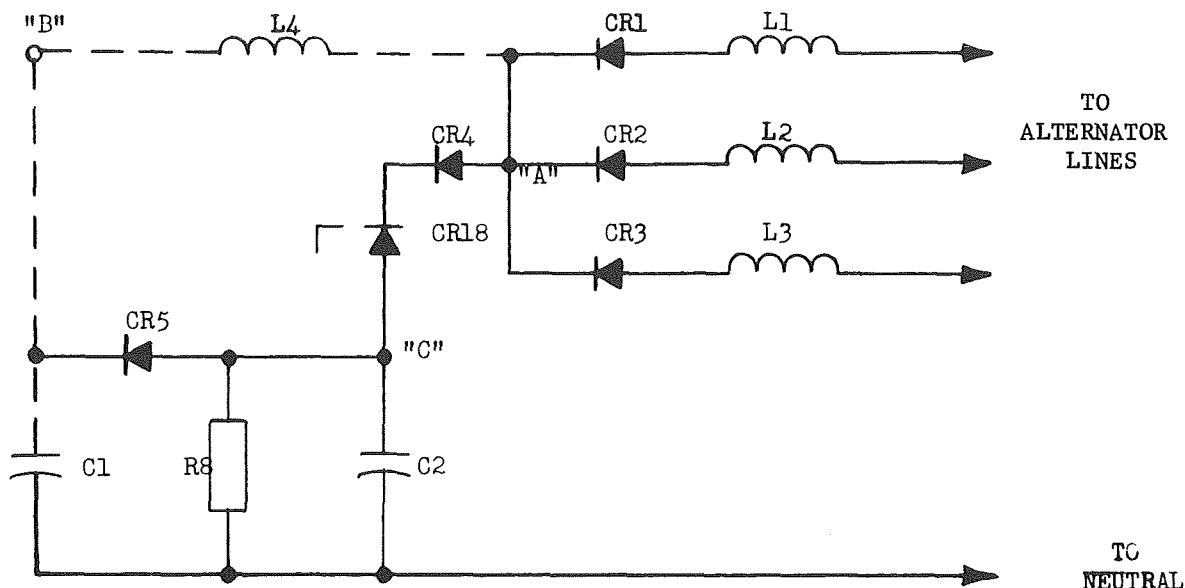 "B"
L4
CR1
L1
TO
ALTERNATOR
LINES
CR4
CR2
L2
"A"
CR18
CR3
L3
CR5
"C"
C1
R8
C2
TO
NEUTRAL